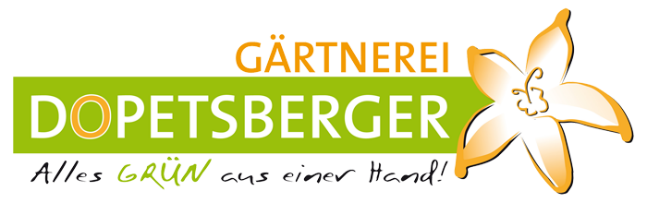 GÄRTNEREI
DOPETSBERGER
Alles GRÜN aus einer Hand!